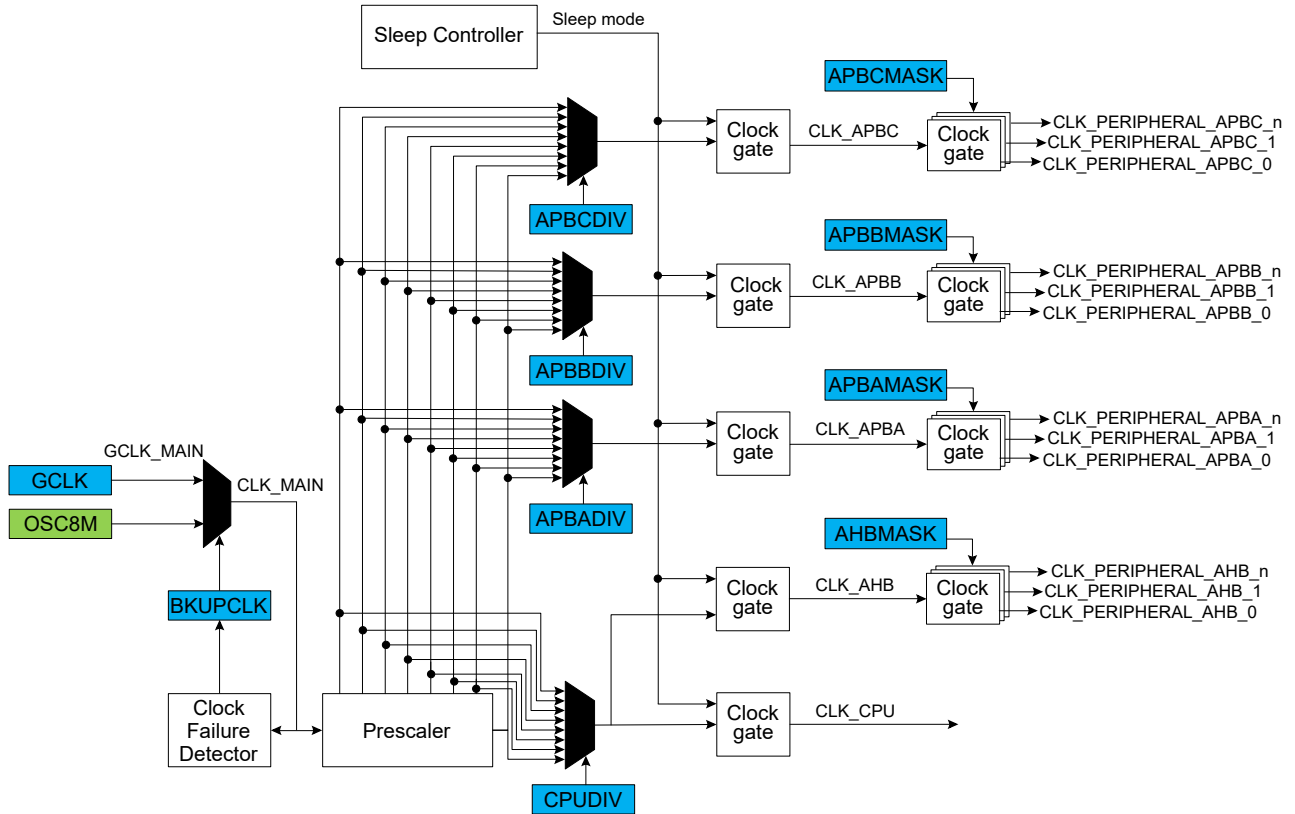 Sleep mode
Sleep Controller
APBCMASK
Clock
gate
CLK_APBC
Clock
gate
CLK_PERIPHERAL_APBC_n
CLK_PERIPHERAL_APBC_1
CLK_PERIPHERAL_APBC_0
APBCDIV
APBBMASK
Clock
gate
CLK_APBB
Clock
gate
CLK_PERIPHERAL_APBB_n
CLK_PERIPHERAL_APBB_1
CLK_PERIPHERAL_APBB_0
APBBDIV
APBAMASK
Clock
gate
CLK_APBA
Clock
gate
CLK_PERIPHERAL_APBA_n
CLK_PERIPHERAL_APBA_1
CLK_PERIPHERAL_APBA_0
GCLK_MAIN
GCLK
CLK_MAIN
OSC8M
APBADIV
AHBMASK
BKUPCLK
Clock
gate
CLK_AHB
Clock
gate
CLK_PERIPHERAL_AHB_n
CLK_PERIPHERAL_AHB_1
CLK_PERIPHERAL_AHB_0
Clock
Failure
Detector
Prescaler
Clock
gate
CLK_CPU
CPUDIV